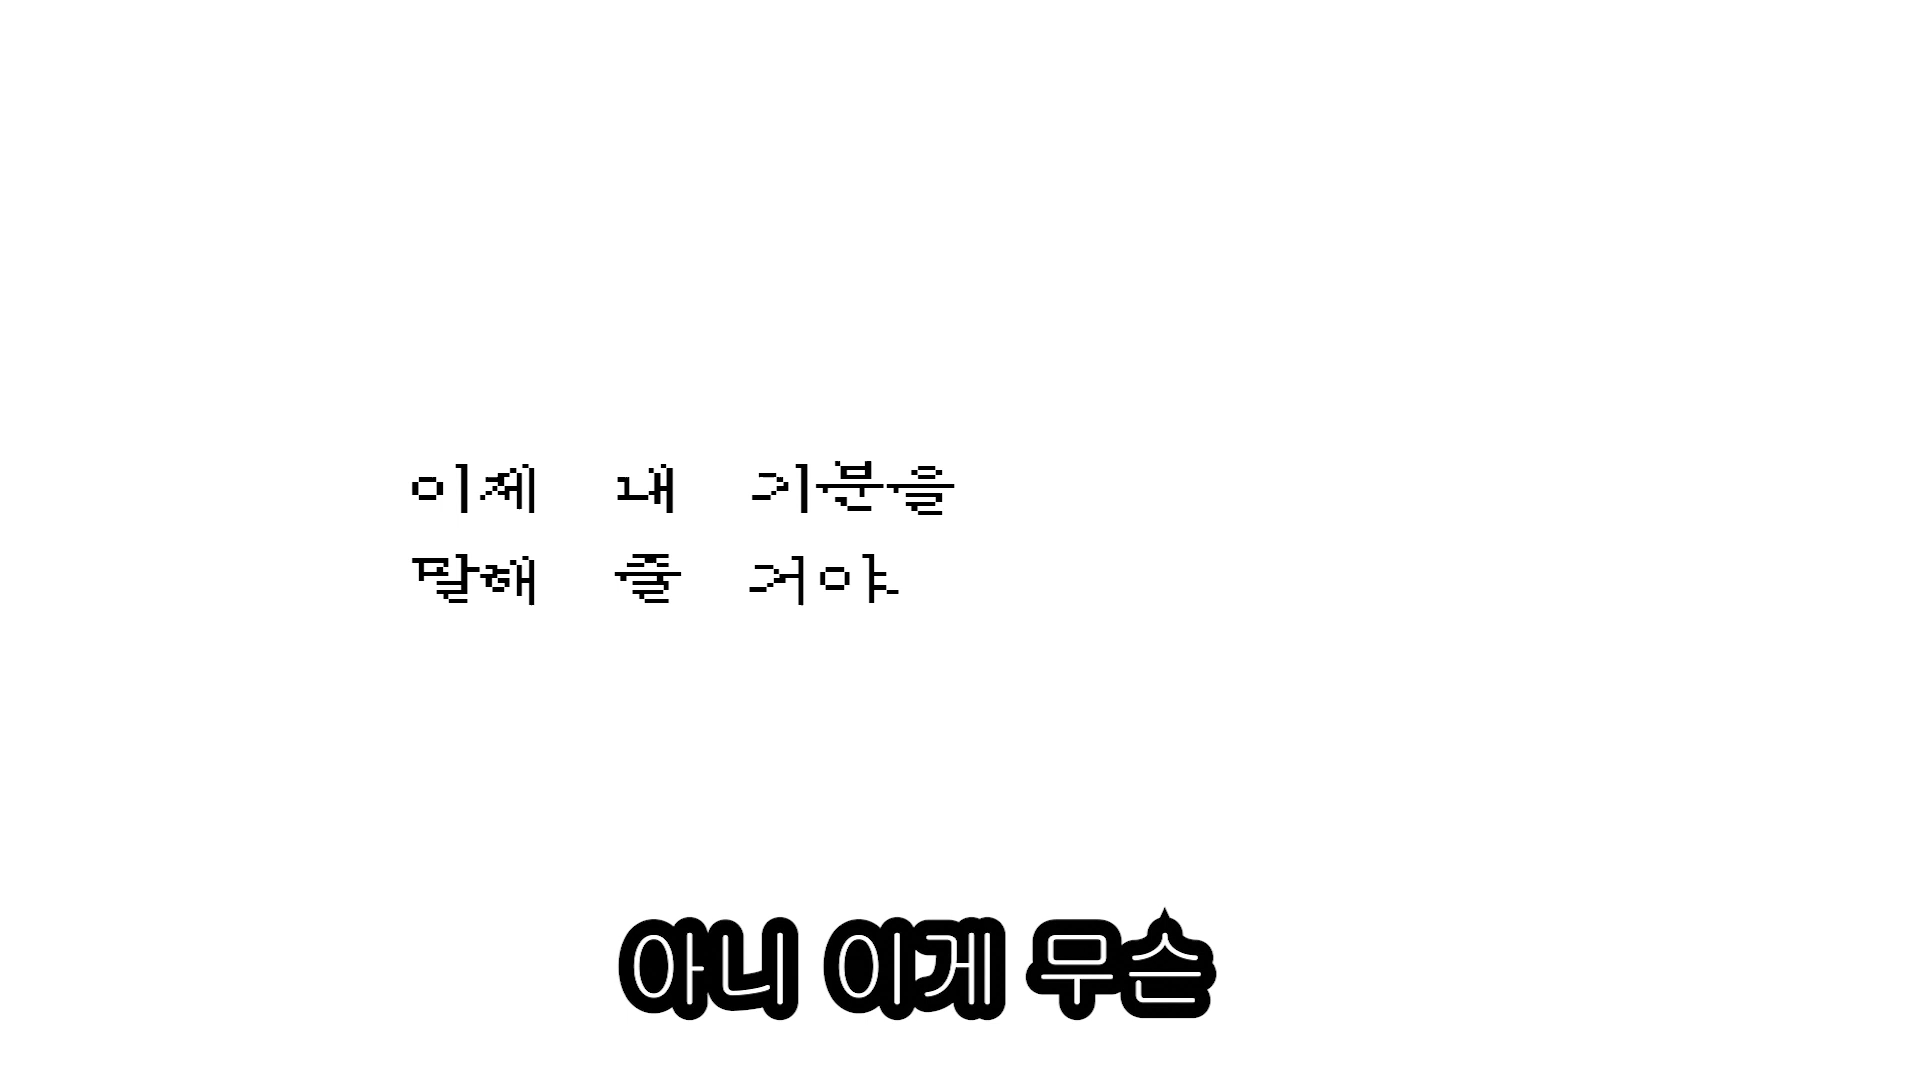 이제 내 기분을
말해 줄 거야
아니 이게 무슨